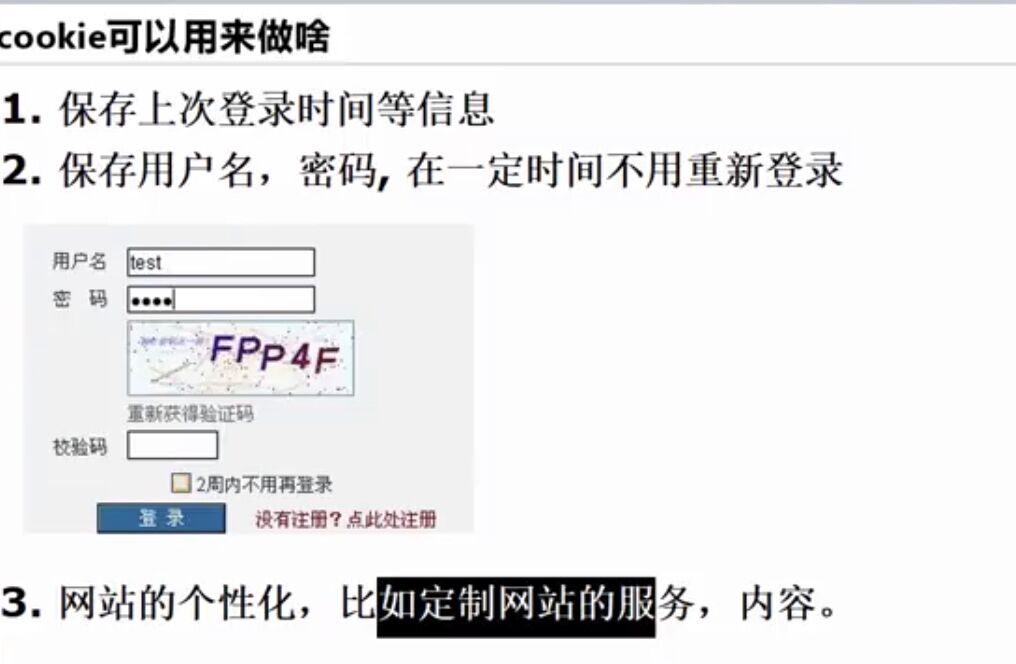 cookie可以用来做啥
1. 保存上次登录时间等信息
2. 保存用户名，密码, 在一定时间不用重新登录
用户名 test
密 码 ••••
FPP4F
重新获得验证码
校验码
2周内不用再登录
登 录 没有注册？点此处注册
3. 网站的个性化，比如定制网站的服务，内容。